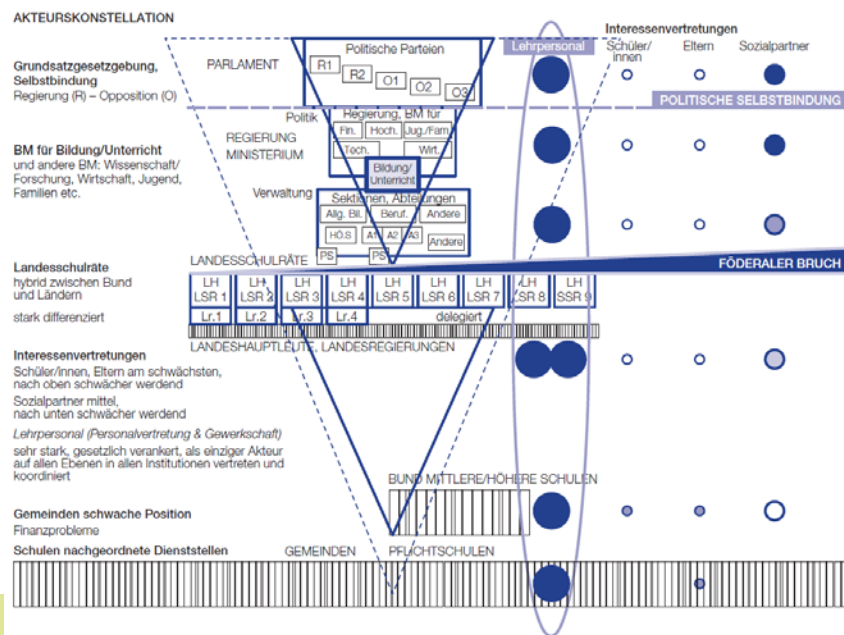 AKTEURSKONSTELLATION
Interessenvertretungen
Lehrpersonal
Schüler/
innen
Eltern
Sozialpartner
Grundsatzgesetzgebung,
Selbstbindung
Regierung (R) – Opposition (O)
PARLAMENT
Politische Parteien
R1
R2
O1
O2
O3
POLITISCHE SELBSTBINDUNG
BM für Bildung/Unterricht
und andere BM: Wissenschaft/
Forschung, Wirtschaft, Jugend,
Familien etc.
Politik
REGIERUNG
MINISTERIUM
Regierung, BM für
Fin.
Hoch.
Jug./Fam.
Tech.
Wirt.
Bildung/
Unterricht
Verwaltung
Sektionen, Abteilungen
Allg. Bil.
Beruf.
Andere
HÖ.S
A1
A2
A3
Andere
PS
PS
Landesschulräte
hybrid zwischen Bund
und Ländern
stark differenziert
LANDESSCHULRÄTE
FÖDERALER BRUCH
LH
LSR 1
LH
LSR 2
LH
LSR 3
LH
LSR 4
LH
LSR 5
LH
LSR 6
LH
LSR 7
LH
LSR 8
LH
SSR 9
Lr.1
Lr.2
Lr.3
Lr.4
delegiert
LANDESHAUPTLEUTE, LANDESREGIERUNGEN
Interessenvertretungen
Schüler/innen, Eltern am schwächsten,
nach oben schwächer werdend
Sozialpartner mittel,
nach unten schwächer werdend
Lehrpersonal (Personalvertretung & Gewerkschaft)
sehr stark, gesetzlich verankert, als einziger Akteur
auf allen Ebenen in allen Institutionen vertreten und
koordiniert
BUND MITTLERE/HÖHERE SCHULEN
Gemeinden schwache Position
Finanzprobleme
Schulen nachgeordnete Dienststellen
GEMEINDEN
PFLICHTSCHULEN